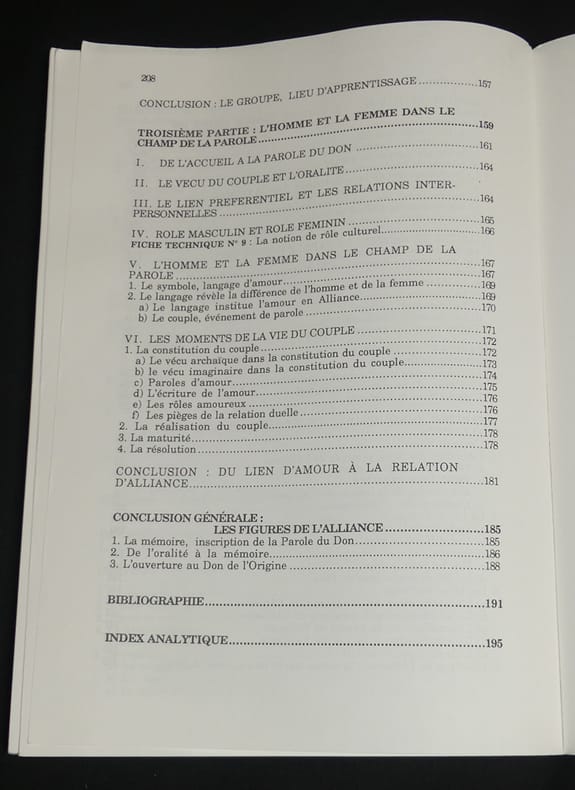 208
CONCLUSION : LE GROUPE, LIEU D'APPRENTISSAGE.................157
TROISIÈME PARTIE : L'HOMME ET LA FEMME DANS LE
CHAMP DE LA PAROLE.................159
I. DE L'ACCUEIL A LA PAROLE DU DON.................161
II. LE VECU DU COUPLE ET L'ORALITE.................164
III. LE LIEN PREFERENTIEL ET LES RELATIONS INTER-
PERSONNELLES.................164
IV. ROLE MASCULIN ET ROLE FEMININ.................165
FICHE TECHNIQUE N° 9 : La notion de rôle culturel.................166
V. L'HOMME ET LA FEMME DANS LE CHAMP DE LA
PAROLE.................167
1. Le symbole, langage d'amour.................167
2. Le langage révèle la différence de l'homme et de la femme.................169
a) Le langage institue l'amour en Alliance.................169
b) Le couple, événement de parole.................170
VI. LES MOMENTS DE LA VIE DU COUPLE.................171
1. La constitution du couple.................172
a) Le vécu archaïque dans la constitution du couple.................172
b) le vécu imaginaire dans la constitution du couple.................173
c) Paroles d'amour.................174
d) L'écriture de l'amour.................175
e) Les rôles amoureux.................176
f) Les pièges de la relation duelle.................176
2. La réalisation du couple.................177
3. La maturité.................178
4. La résolution.................178
CONCLUSION : DU LIEN D'AMOUR À LA RELATION
D'ALLIANCE.................181
CONCLUSION GÉNÉRALE :
LES FIGURES DE L'ALLIANCE.................185
1. La mémoire, inscription de la Parole du Don.................185
2. De l'oralité à la mémoire.................186
3. L'ouverture au Don de l'Origine.................188
BIBLIOGRAPHIE.................191
INDEX ANALYTIQUE.................195